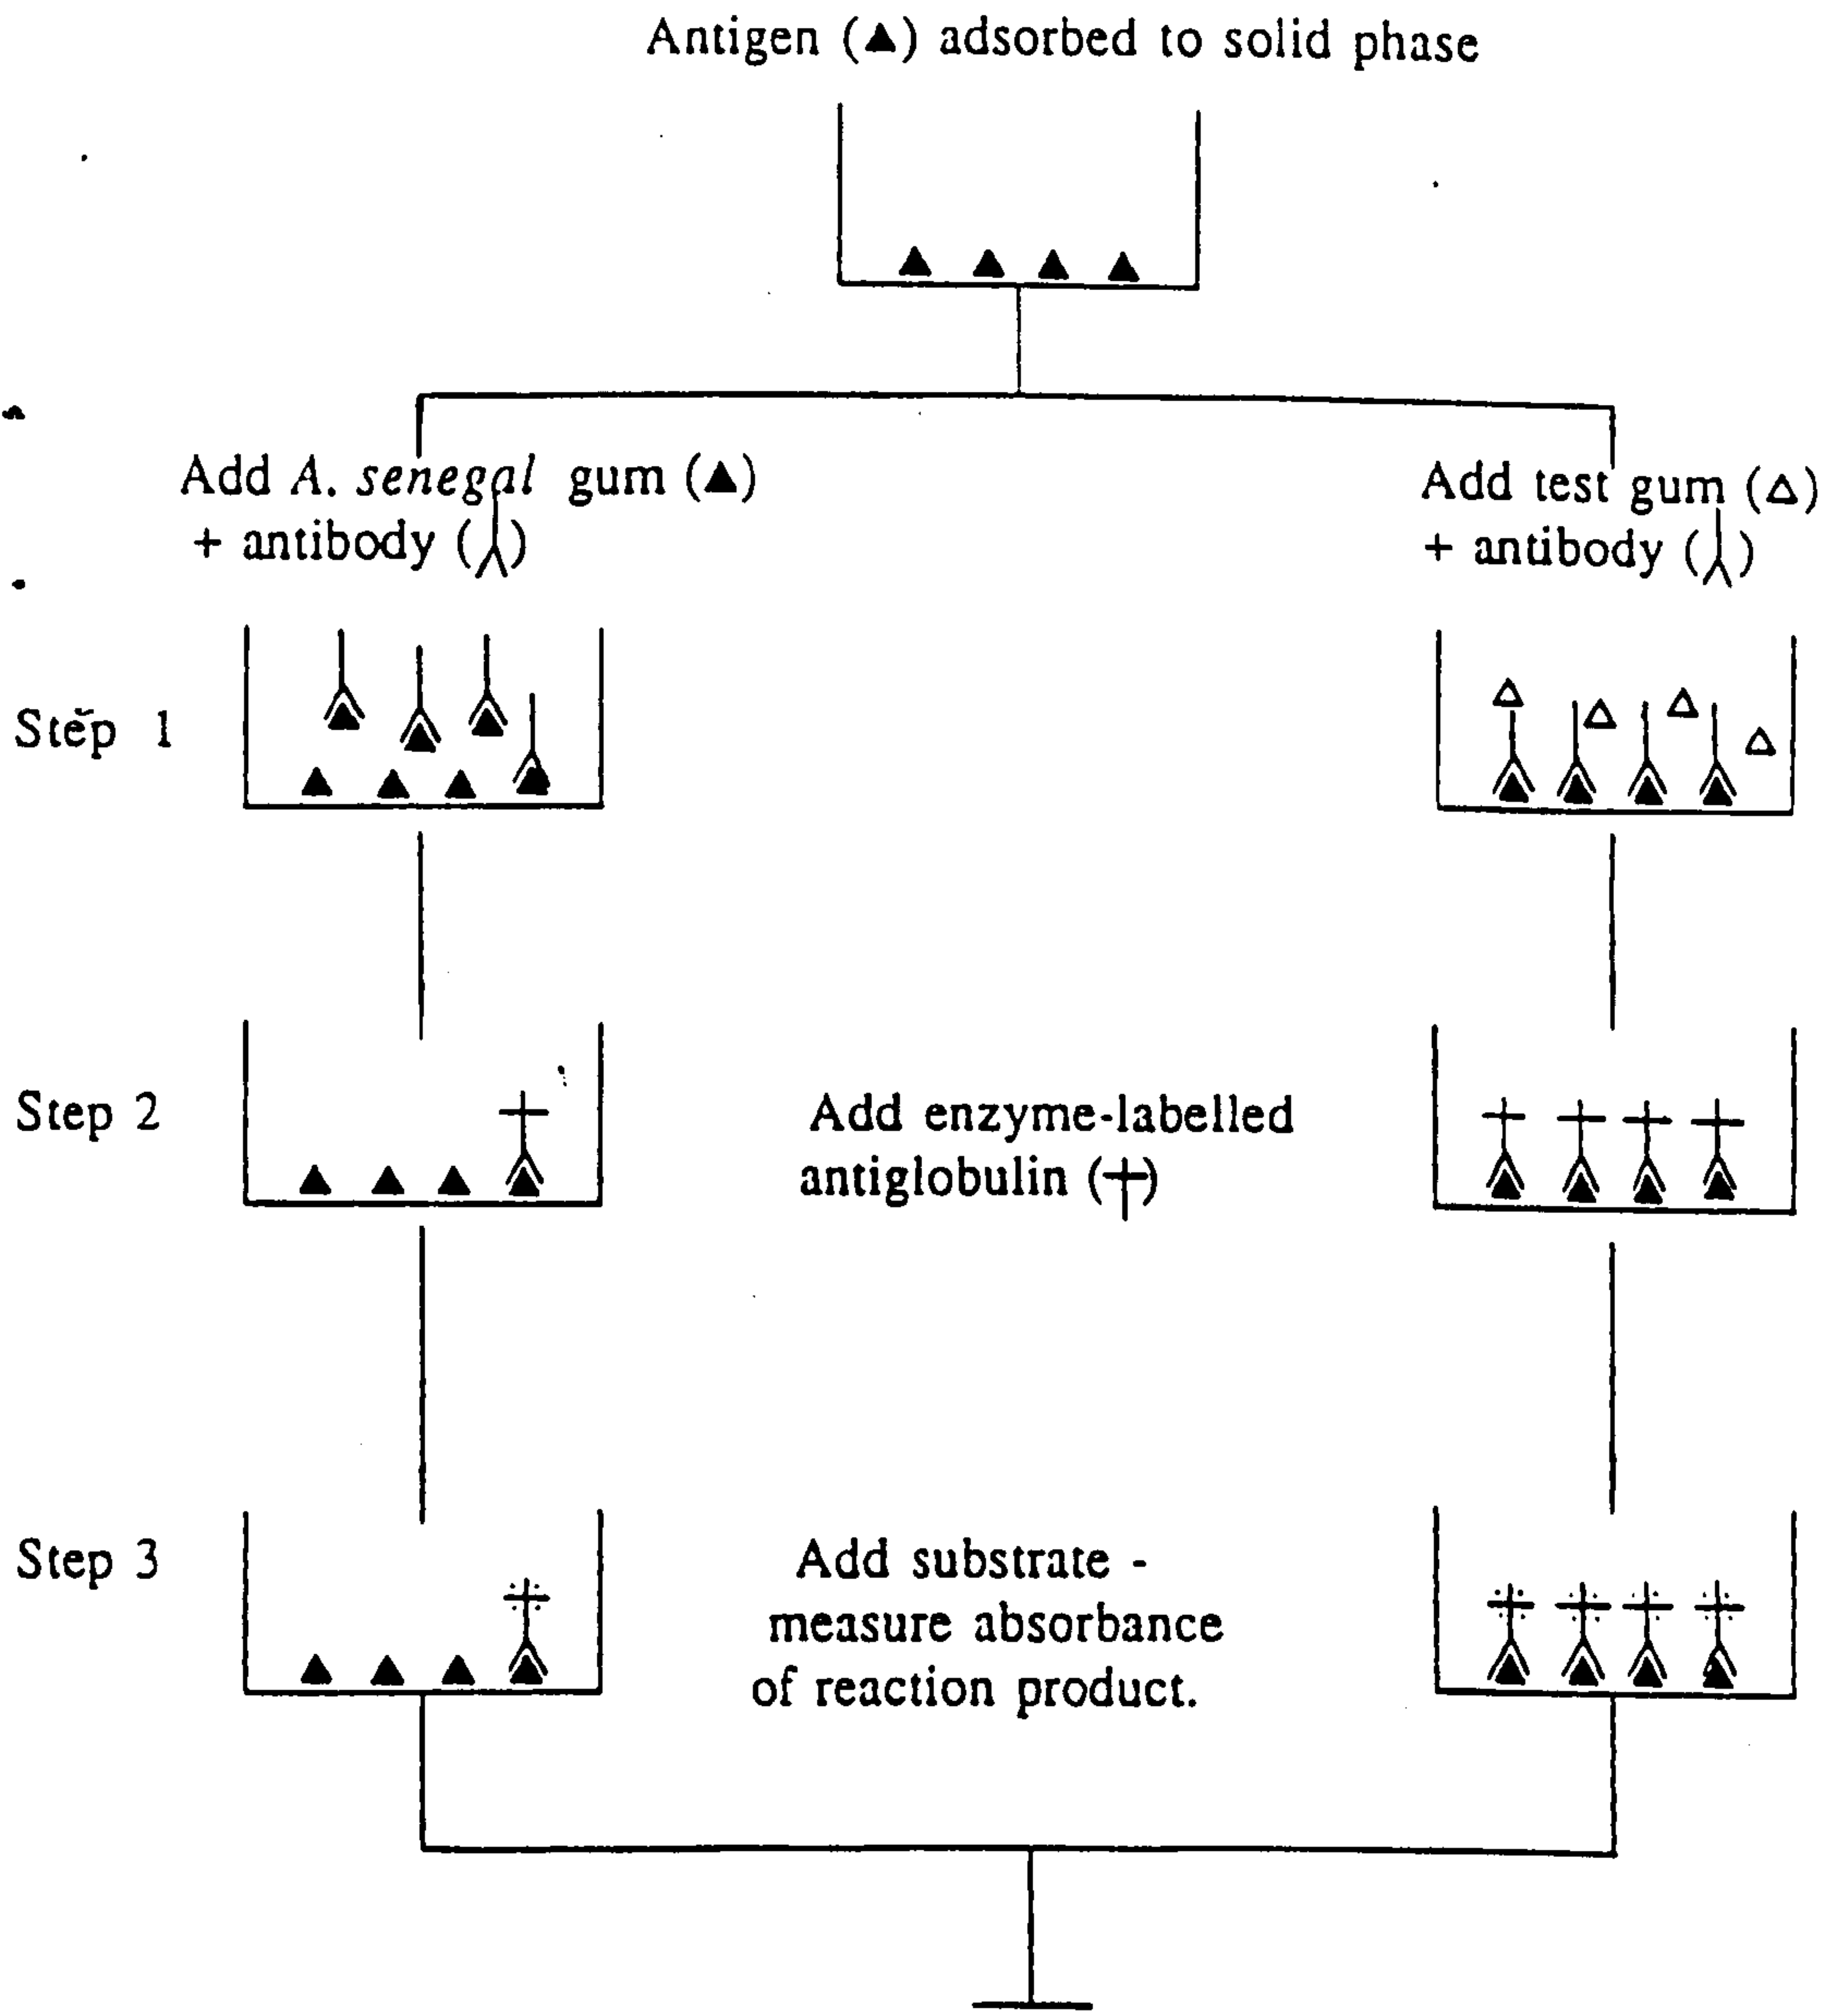 Antigen (▲) adsorbed to solid phase
Add A. senegal gum (▲)
+ antibody (⅄)
Add test gum (△)
+ antibody (⅄)
Step 1
Step 2
Add enzyme-labelled
antiglobulin (†)
Step 3
Add substrate -
measure absorbance
of reaction product.